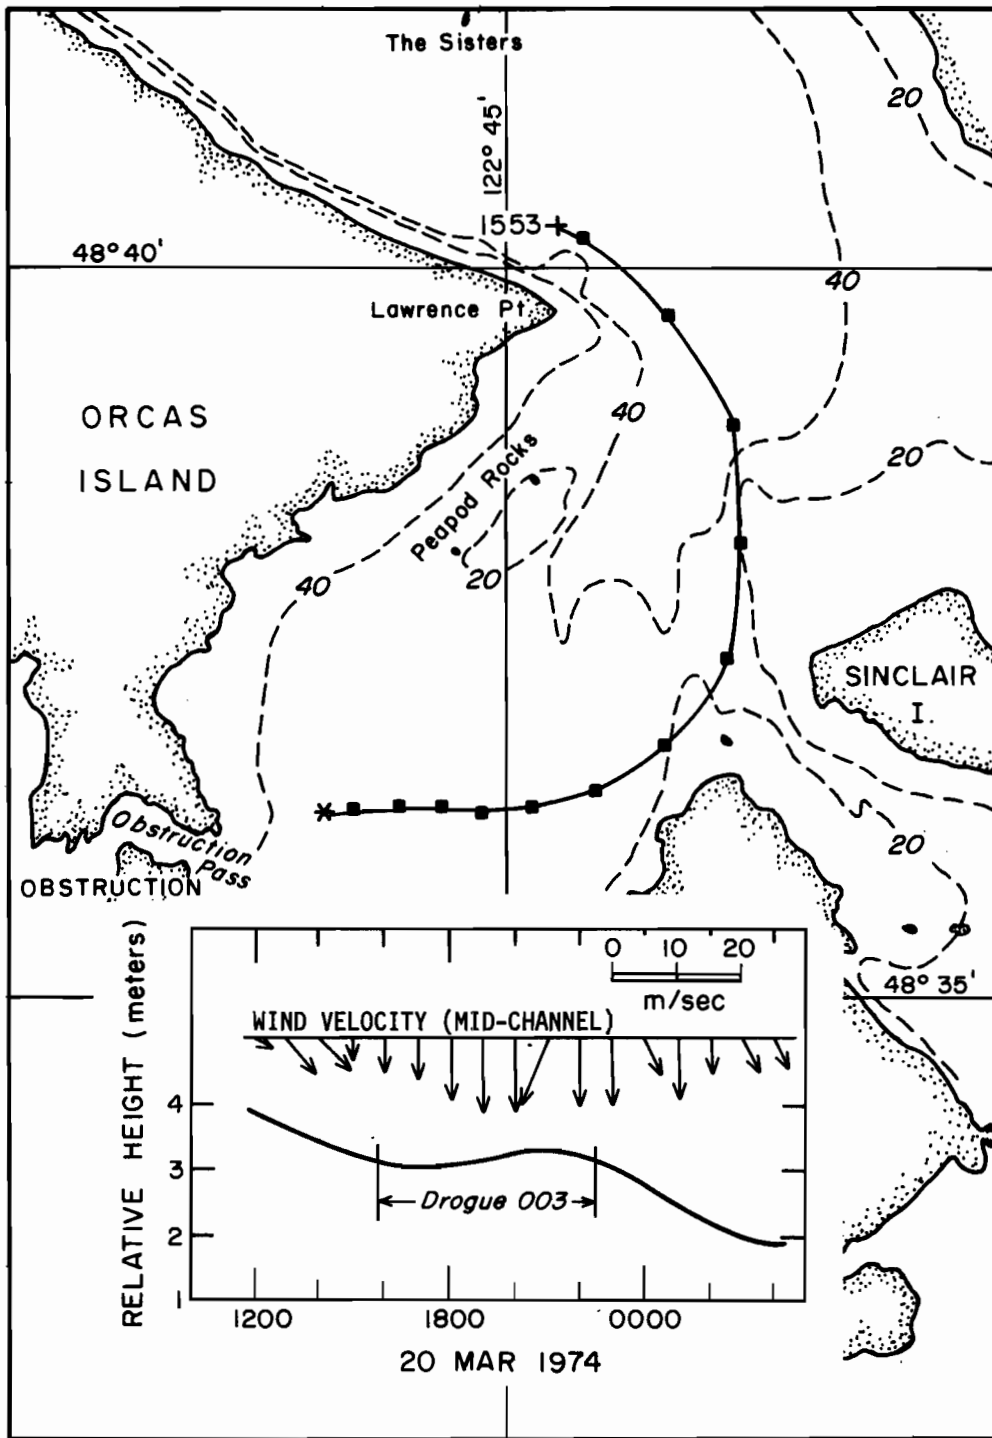 The Sisters
20
122° 45'
1553
48° 40'
40
Lawrence Pt.
ORCAS
ISLAND
40
20
Peapod Rocks
40
20
SINCLAIR
I.
Obstruction
Pass
20
OBSTRUCTION
48° 35'
0 10 20
m/sec
WIND VELOCITY (MID-CHANNEL)
RELATIVE HEIGHT (meters)
4
3
Drogue 003
2
1
1200 1800 0000
20 MAR 1974